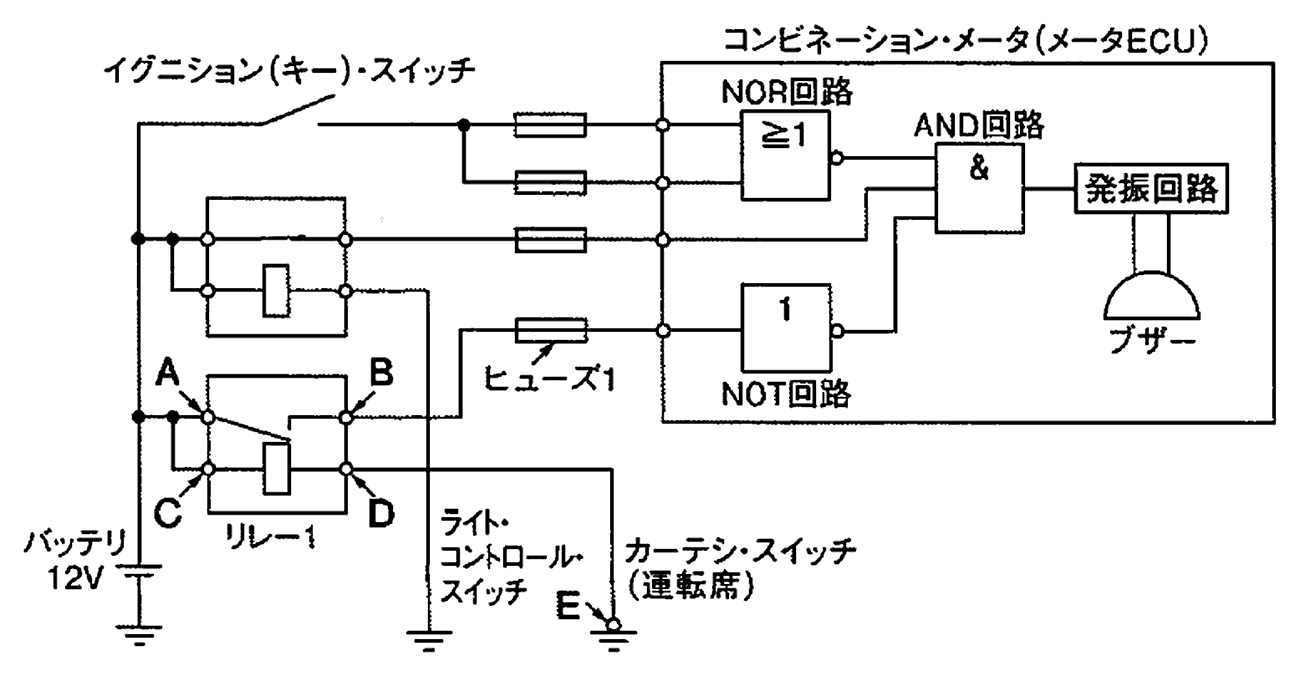 コンビネーション・メータ(メータECU)
イグニション(キー)・スイッチ
NOR回路
≧1
AND回路
&
発振回路
ブザー
1
NOT回路
ヒューズ1
A
B
C
D
リレー1
バッテリ
12V
ライト・
コントロール・
スイッチ
カーテシ・スイッチ
(運転席)
E